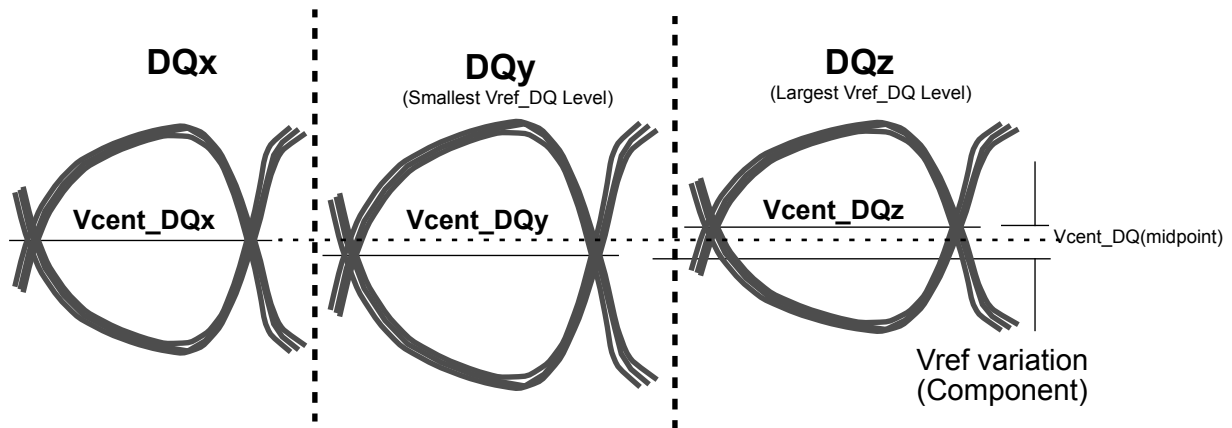 DQx
Vcent_DQx
DQy
(Smallest Vref_DQ Level)
Vcent_DQy
DQz
(Largest Vref_DQ Level)
Vcent_DQz
Vcent_DQ(midpoint)
Vref variation
(Component)